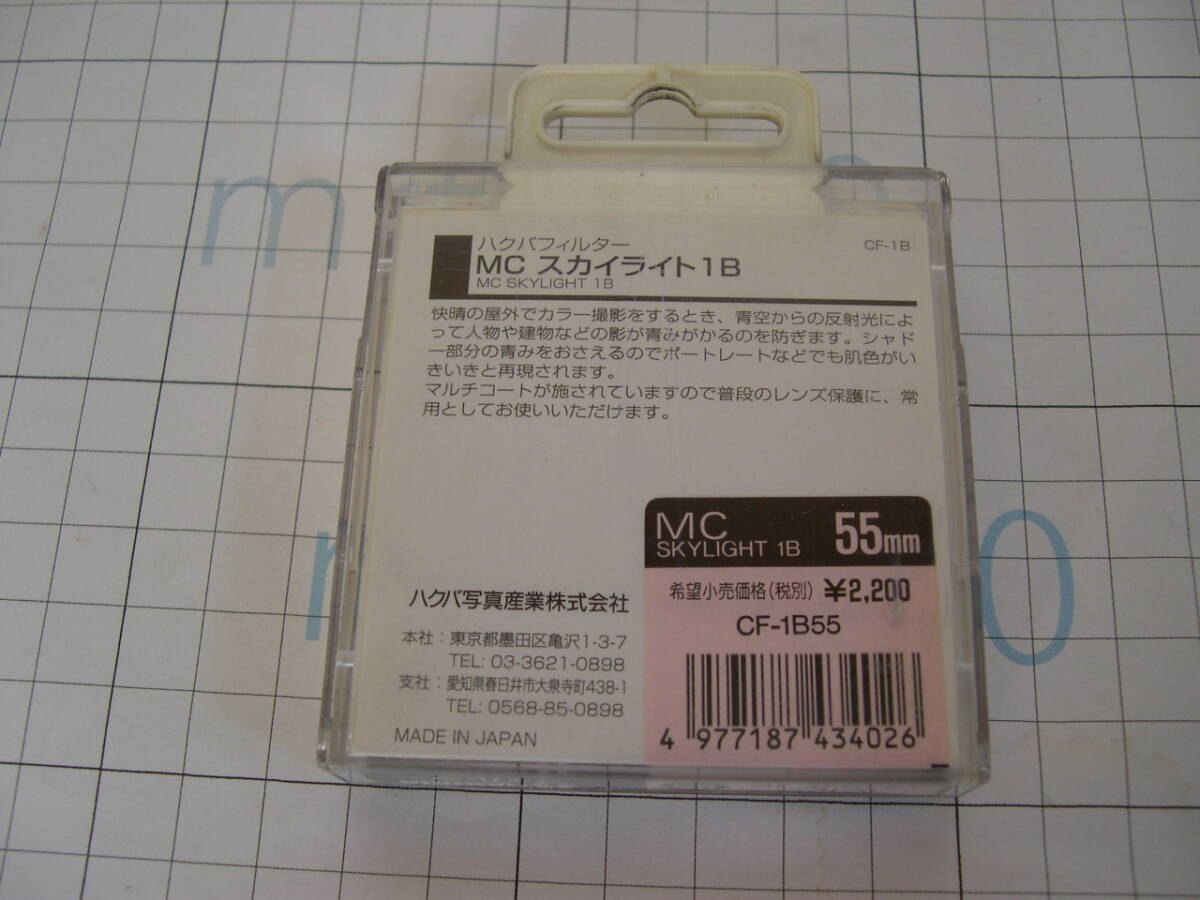 ハクバフィルター
CF-1B
MC スカイライト1B
MC SKYLIGHT 1B
快晴の屋外でカラー撮影をするとき、青空からの反射光によ
って人物や建物などの影が青みがかるのを防ぎます。シャド
ー部分の青みをおさえるのでポートレートなどでも肌色がい
きいきと再現されます。
マルチコートが施されていますので普段のレンズ保護に、常
用としてお使いいただけます。
MC
SKYLIGHT 1B
55mm
希望小売価格(税別) ¥2,200
CF-1B55
4 977187 434026
ハクバ写真産業株式会社
本社:東京都墨田区亀沢1-3-7
TEL: 03-3621-0898
支社:愛知県春日井市大泉寺町438-1
TEL: 0568-85-0898
MADE IN JAPAN